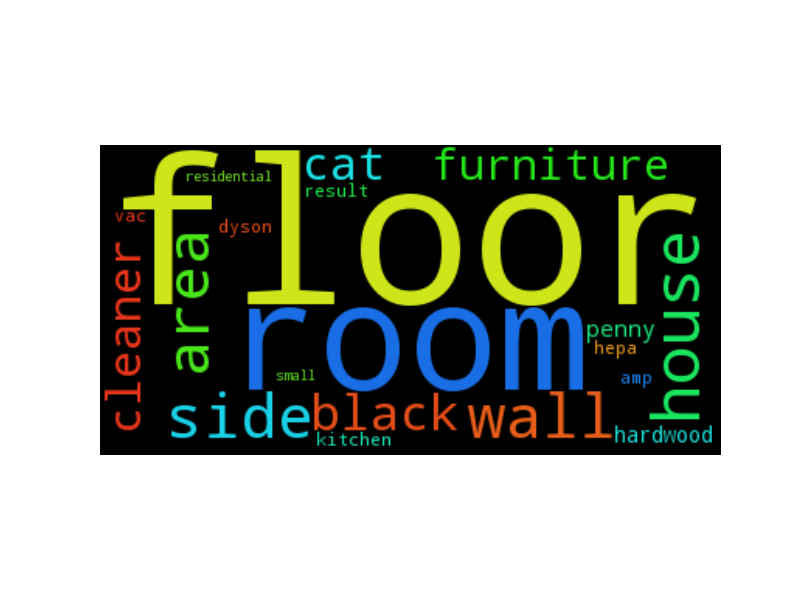 floor
cat
furniture
residential
result
vac
dyson
cleaner
area
house
room
penny
hepa
small
amp
side
black
wall
kitchen
hardwood